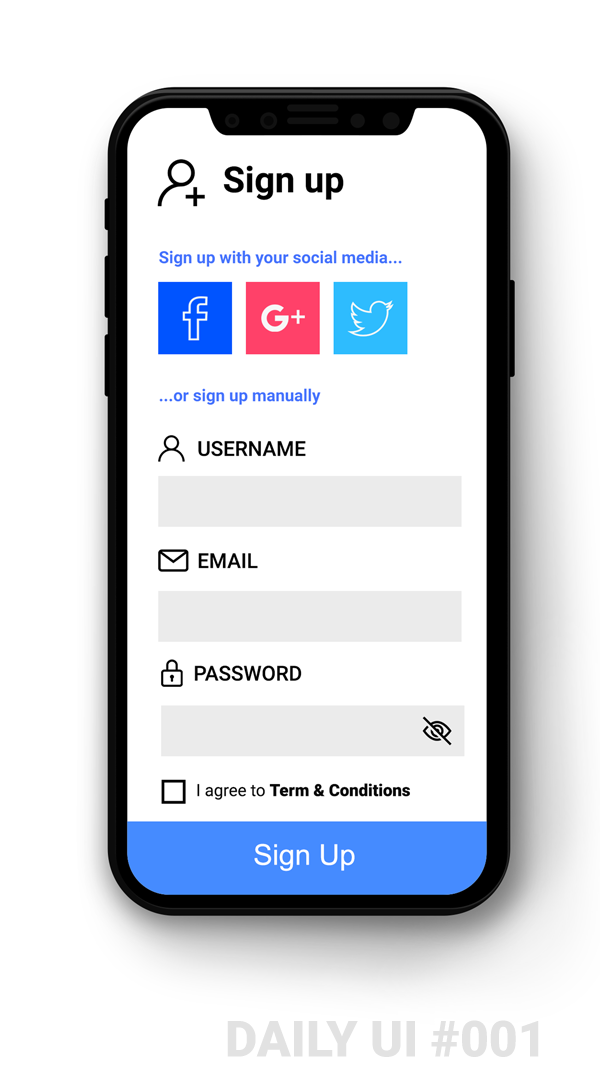 Sign up
Sign up with your social media...
G+
...or sign up manually
USERNAME
EMAIL
PASSWORD
I agree to Term & Conditions
Sign Up
DAILY UI #001